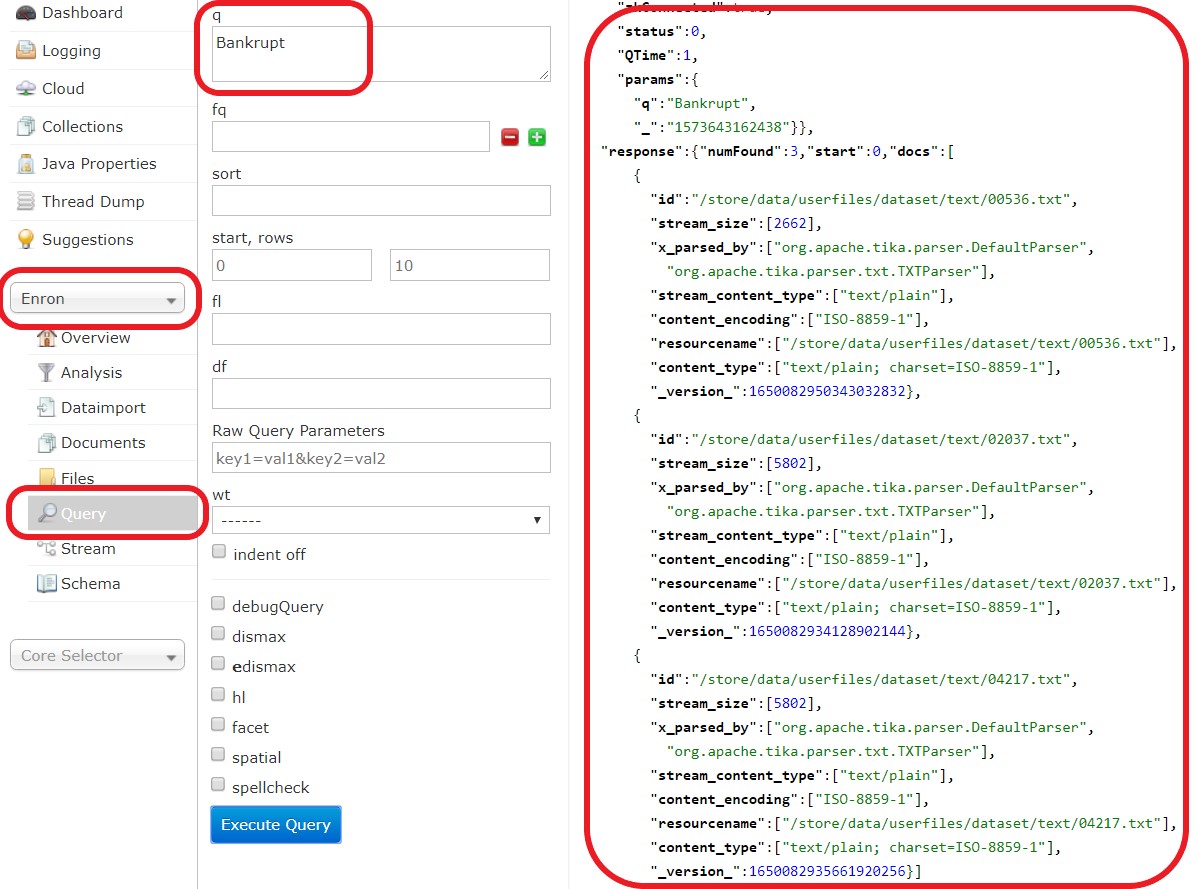 Dashboard
Logging
Cloud
Collections
Java Properties
Thread Dump
Suggestions
Enron
Overview
Analysis
Dataimport
Documents
Files
Query
Stream
Schema
Core Selector
q
Bankrupt
fq
sort
start, rows
0 10
fl
df
Raw Query Parameters
key1=val1&key2=val2
wt
------
indent off
debugQuery
dismax
edismax
hl
facet
spatial
spellcheck
Execute Query
"zkConnected":true,
"status":0,
"QTime":1,
"params":{
"q":"Bankrupt",
"_":"1573643162438"}},
"response":{"numFound":3,"start":0,"docs":[
{
"id":"/store/data/userfiles/dataset/text/00536.txt",
"stream_size":[2662],
"x_parsed_by":["org.apache.tika.parser.DefaultParser",
"org.apache.tika.parser.txt.TXTParser"],
"stream_content_type":["text/plain"],
"content_encoding":["ISO-8859-1"],
"resourcename":["/store/data/userfiles/dataset/text/00536.txt"],
"content_type":["text/plain; charset=ISO-8859-1"],
"_version_":1650082950343032832},
{
"id":"/store/data/userfiles/dataset/text/02037.txt",
"stream_size":[5802],
"x_parsed_by":["org.apache.tika.parser.DefaultParser",
"org.apache.tika.parser.txt.TXTParser"],
"stream_content_type":["text/plain"],
"content_encoding":["ISO-8859-1"],
"resourcename":["/store/data/userfiles/dataset/text/02037.txt"],
"content_type":["text/plain; charset=ISO-8859-1"],
"_version_":1650082934128902144},
{
"id":"/store/data/userfiles/dataset/text/04217.txt",
"stream_size":[5802],
"x_parsed_by":["org.apache.tika.parser.DefaultParser",
"org.apache.tika.parser.txt.TXTParser"],
"stream_content_type":["text/plain"],
"content_encoding":["ISO-8859-1"],
"resourcename":["/store/data/userfiles/dataset/text/04217.txt"],
"content_type":["text/plain; charset=ISO-8859-1"],
"_version_":1650082935661920256}]